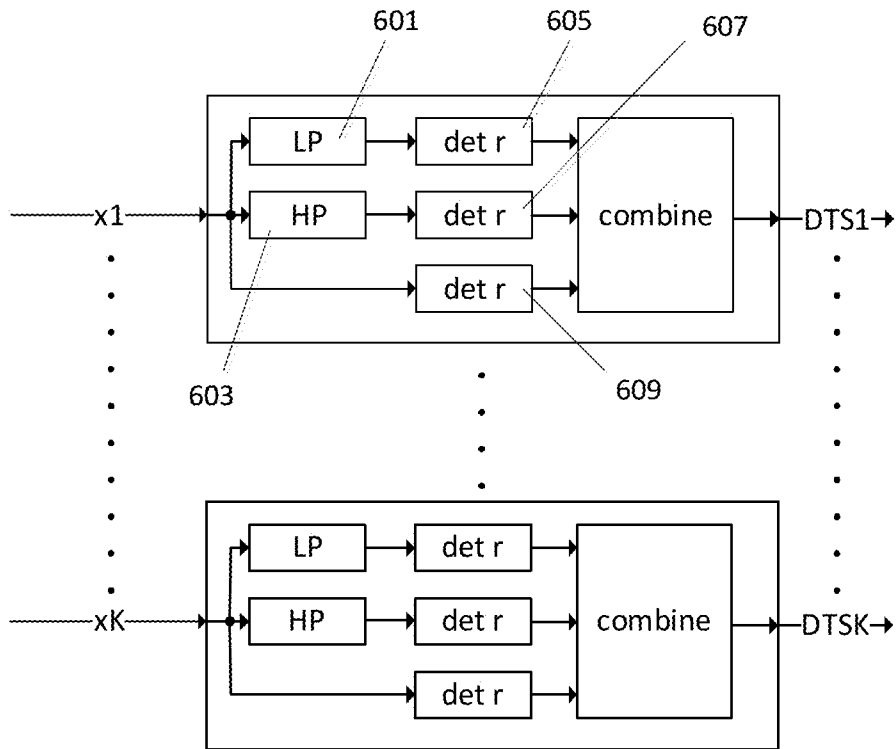 601
605
607
LP
det r
x1
HP
det r
combine
DTS1
det r
603
609
LP
det r
xK
HP
det r
combine
DTSK
det r